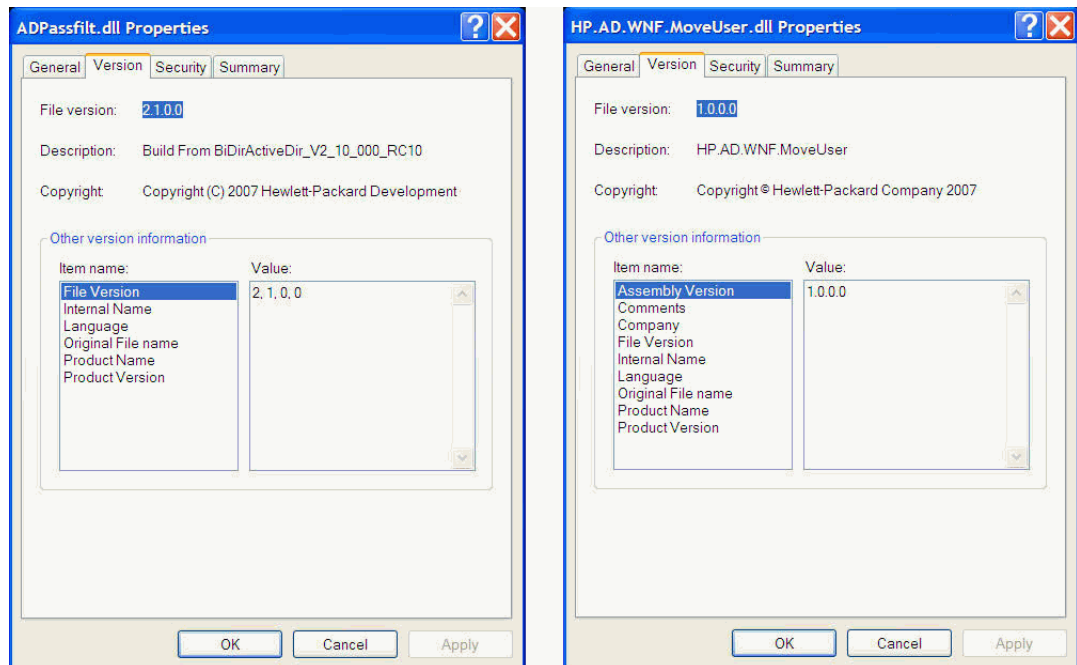 ADPassfilt.dll Properties
General Version Security Summary
File version: 2.1.0.0
Description: Build From BiDirActiveDir_V2_10_000_RC10
Copyright: Copyright (C) 2007 Hewlett-Packard Development
Other version information
Item name: Value:
File Version 2, 1, 0, 0
Internal Name
Language
Original File name
Product Name
Product Version
OK Cancel Apply
HP.AD.WNF.MoveUser.dll Properties
General Version Security Summary
File version: 1.0.0.0
Description: HP.AD.WNF.MoveUser
Copyright Copyright © Hewlett-Packard Company 2007
Other version information
Item name: Value:
Assembly Version 1.0.0.0
Comments
Company
File Version
Internal Name
Language
Original File name
Product Name
Product Version
OK Cancel Apply